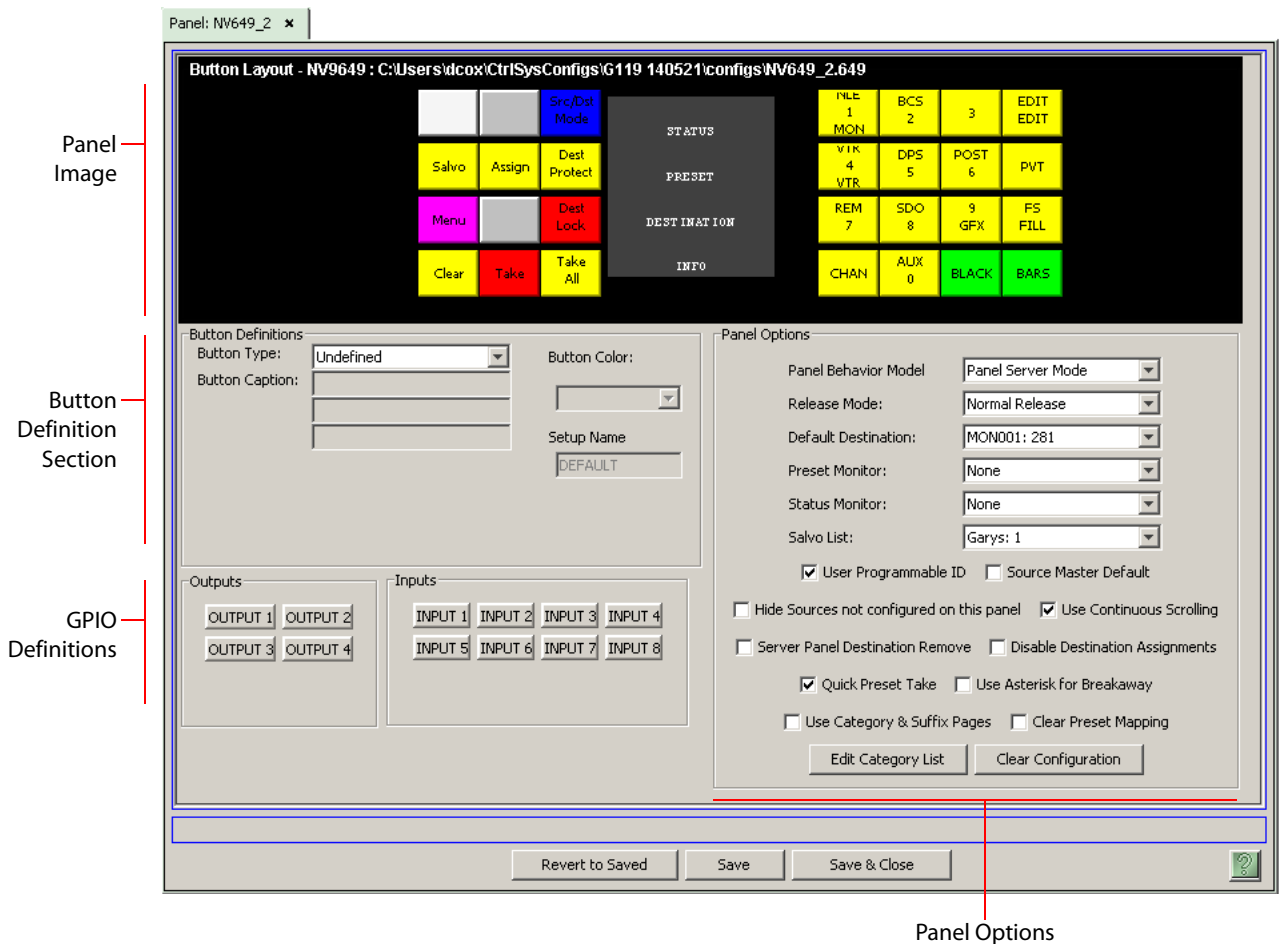 Panel: NV649_2 ×
Button Layout - NV9649 : C:\Users\dcox\CtrlSysConfigs\G119 140521\configs\NV649_2.649
Panel
Image
Src/Dst
Mode
Salvo
Assign
Dest
Protect
Menu
Dest
Lock
Clear
Take
Take
All
STATUS
PRESET
DESTINATION
INFO
NLE
1
MON
BCS
2
3
EDIT
EDIT
VTR
4
VTR
DPS
5
POST
6
PVT
REM
7
SDO
8
9
GFX
FS
FILL
CHAN
AUX
0
BLACK
BARS
Button
Definition
Section
Button Definitions
Button Type:
Undefined
Button Color:
Button Caption:
Setup Name
DEFAULT
Panel Options
Panel Behavior Model
Panel Server Mode
Release Mode:
Normal Release
Default Destination:
MON001: 281
Preset Monitor:
None
Status Monitor:
None
Salvo List:
Garys: 1
User Programmable ID
Source Master Default
Hide Sources not configured on this panel
Use Continuous Scrolling
Server Panel Destination Remove
Disable Destination Assignments
Quick Preset Take
Use Asterisk for Breakaway
Use Category & Suffix Pages
Clear Preset Mapping
Edit Category List
Clear Configuration
GPIO
Definitions
Outputs
OUTPUT 1
OUTPUT 2
OUTPUT 3
OUTPUT 4
Inputs
INPUT 1
INPUT 2
INPUT 3
INPUT 4
INPUT 5
INPUT 6
INPUT 7
INPUT 8
Revert to Saved
Save
Save & Close
?
Panel Options